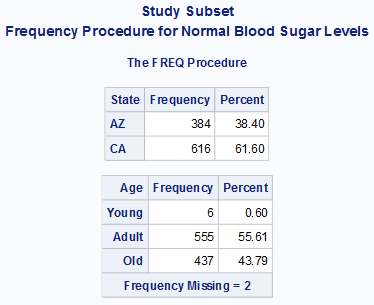 Study Subset
Frequency Procedure for Normal Blood Sugar Levels
The FREQ Procedure
State Frequency Percent
AZ 384 38.40
CA 616 61.60
Age Frequency Percent
Young 6 0.60
Adult 555 55.61
Old 437 43.79
Frequency Missing = 2